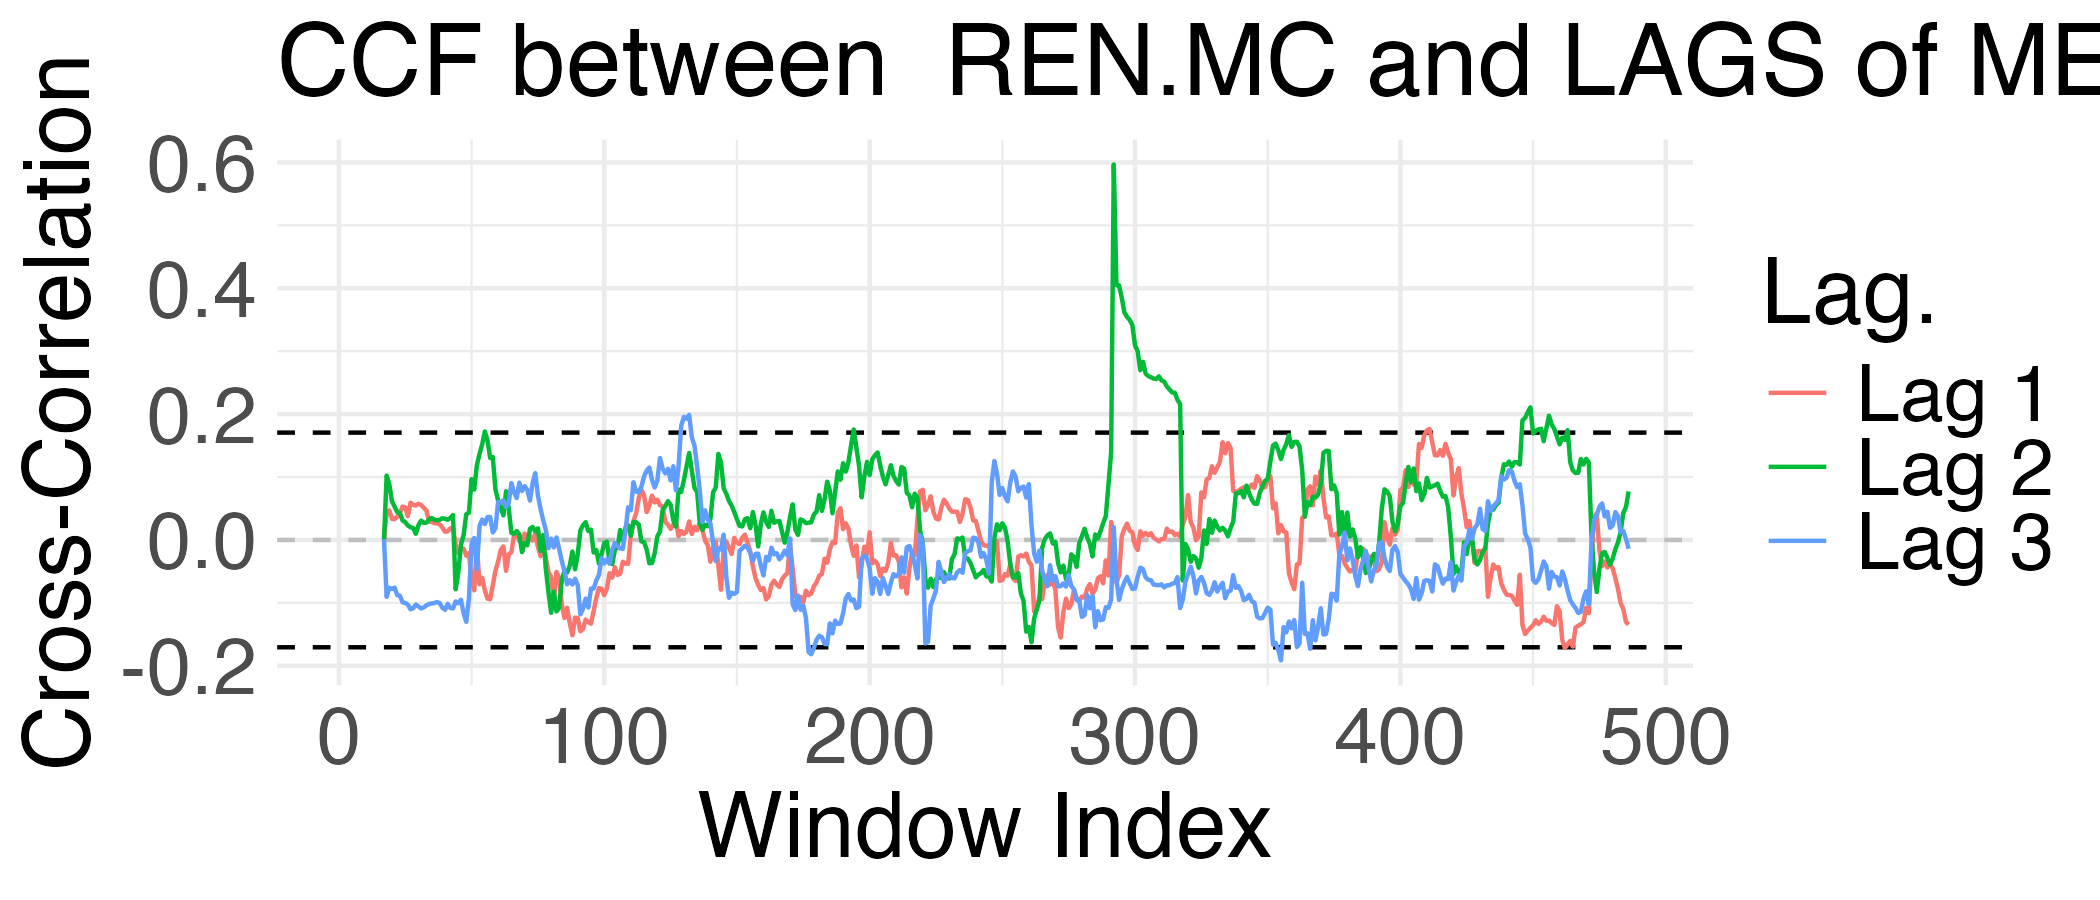 CCF between  REN.MC and LAGS of ME
Cross-Correlation
0.6
0.4
0.2
0.0
-0.2
0 100 200 300 400 500
Window Index
Lag.
Lag 1
Lag 2
Lag 3